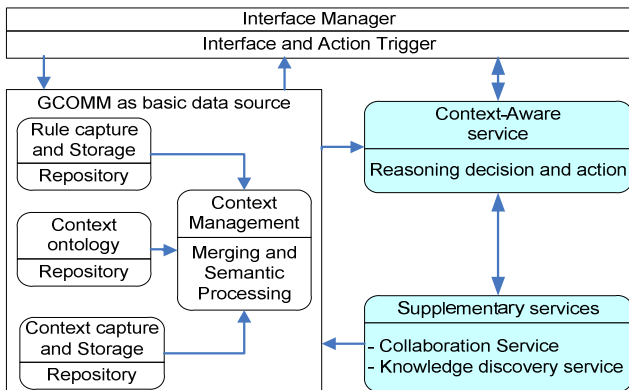 Interface Manager
Interface and Action Trigger
GCOMM as basic data source
Rule capture
and Storage
Repository
Context
ontology
Repository
Context capture
and Storage
Repository
Context
Management
Merging and
Semantic
Processing
Context-Aware
service
Reasoning decision and action
Supplementary services
- Collaboration Service
- Knowledge discovery service